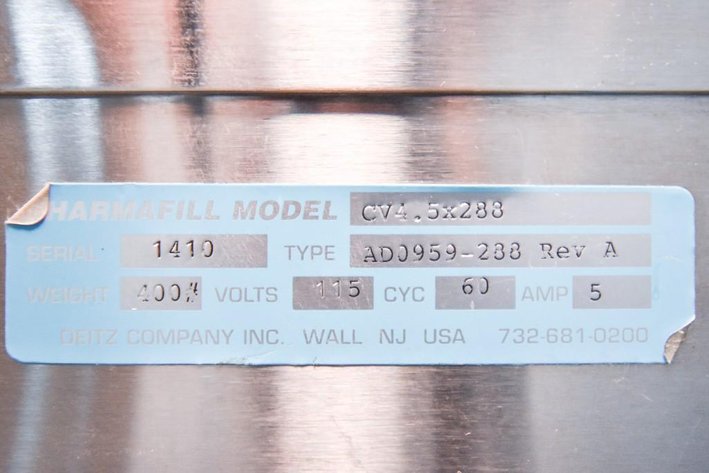 HARMAFILL MODEL CV4.5x288
SERIAL 1410 TYPE AD0959-288 Rev A
WEIGHT 400# VOLTS 115 CYC 60 AMP 5
DEITZ COMPANY INC. WALL NJ USA 732-681-0200